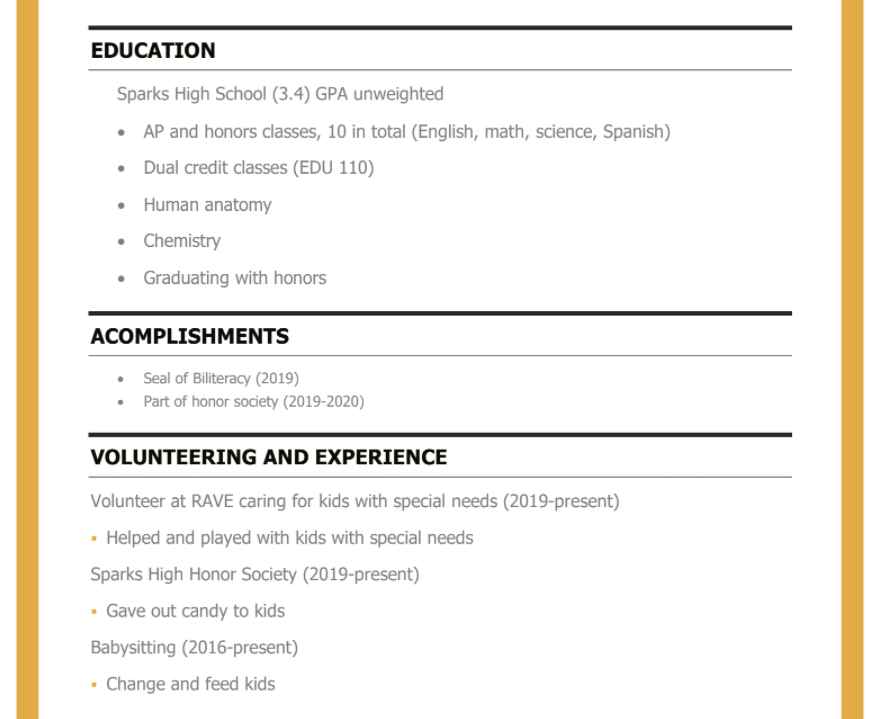 EDUCATION
Sparks High School (3.4) GPA unweighted
• AP and honors classes, 10 in total (English, math, science, Spanish)
• Dual credit classes (EDU 110)
• Human anatomy
• Chemistry
• Graduating with honors
ACOMPLISHMENTS
• Seal of Biliteracy (2019)
• Part of honor society (2019-2020)
VOLUNTEERING AND EXPERIENCE
Volunteer at RAVE caring for kids with special needs (2019-present)
▪ Helped and played with kids with special needs
Sparks High Honor Society (2019-present)
▪ Gave out candy to kids
Babysitting (2016-present)
▪ Change and feed kids